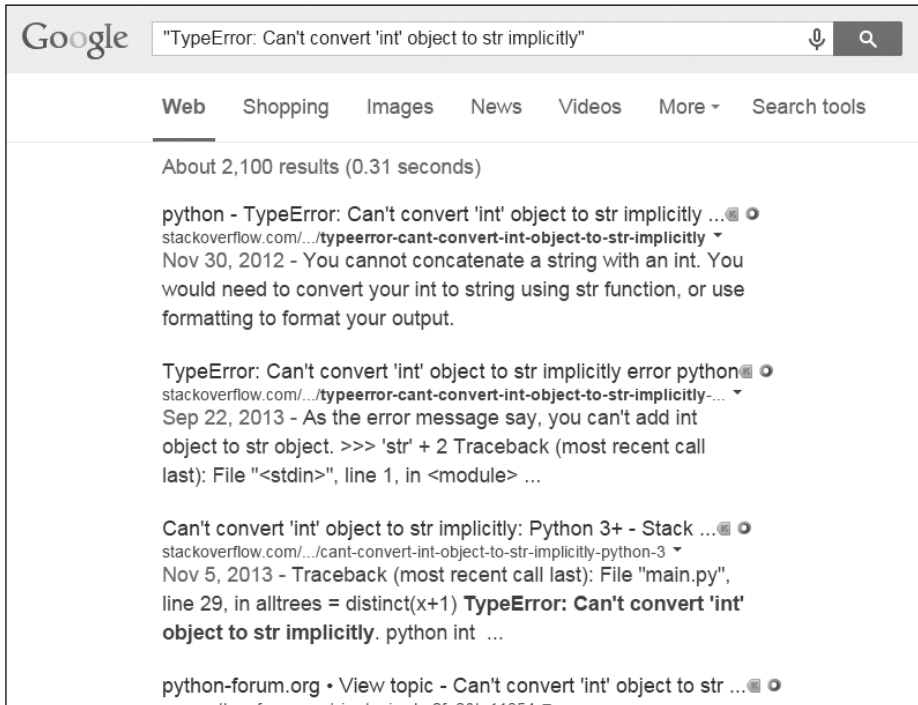 Google "TypeError: Can't convert 'int' object to str implicitly"
Web Shopping Images News Videos More Search tools
About 2,100 results (0.31 seconds)
python - TypeError: Can't convert 'int' object to str implicitly ...
stackoverflow.com/.../typeerror-cant-convert-int-object-to-str-implicitly
Nov 30, 2012 - You cannot concatenate a string with an int. You
would need to convert your int to string using str function, or use
formatting to format your output.
TypeError: Can't convert 'int' object to str implicitly error python
stackoverflow.com/.../typeerror-cant-convert-int-object-to-str-implicitly-...
Sep 22, 2013 - As the error message say, you can't add int
object to str object. >>> 'str' + 2 Traceback (most recent call
last): File "<stdin>", line 1, in <module> ...
Can't convert 'int' object to str implicitly: Python 3+ - Stack ...
stackoverflow.com/.../cant-convert-int-object-to-str-implicitly-python-3
Nov 5, 2013 - Traceback (most recent call last): File "main.py",
line 29, in alltrees = distinct(x+1) TypeError: Can't convert 'int'
object to str implicitly. python int ...
python-forum.org • View topic - Can't convert 'int' object to str ...